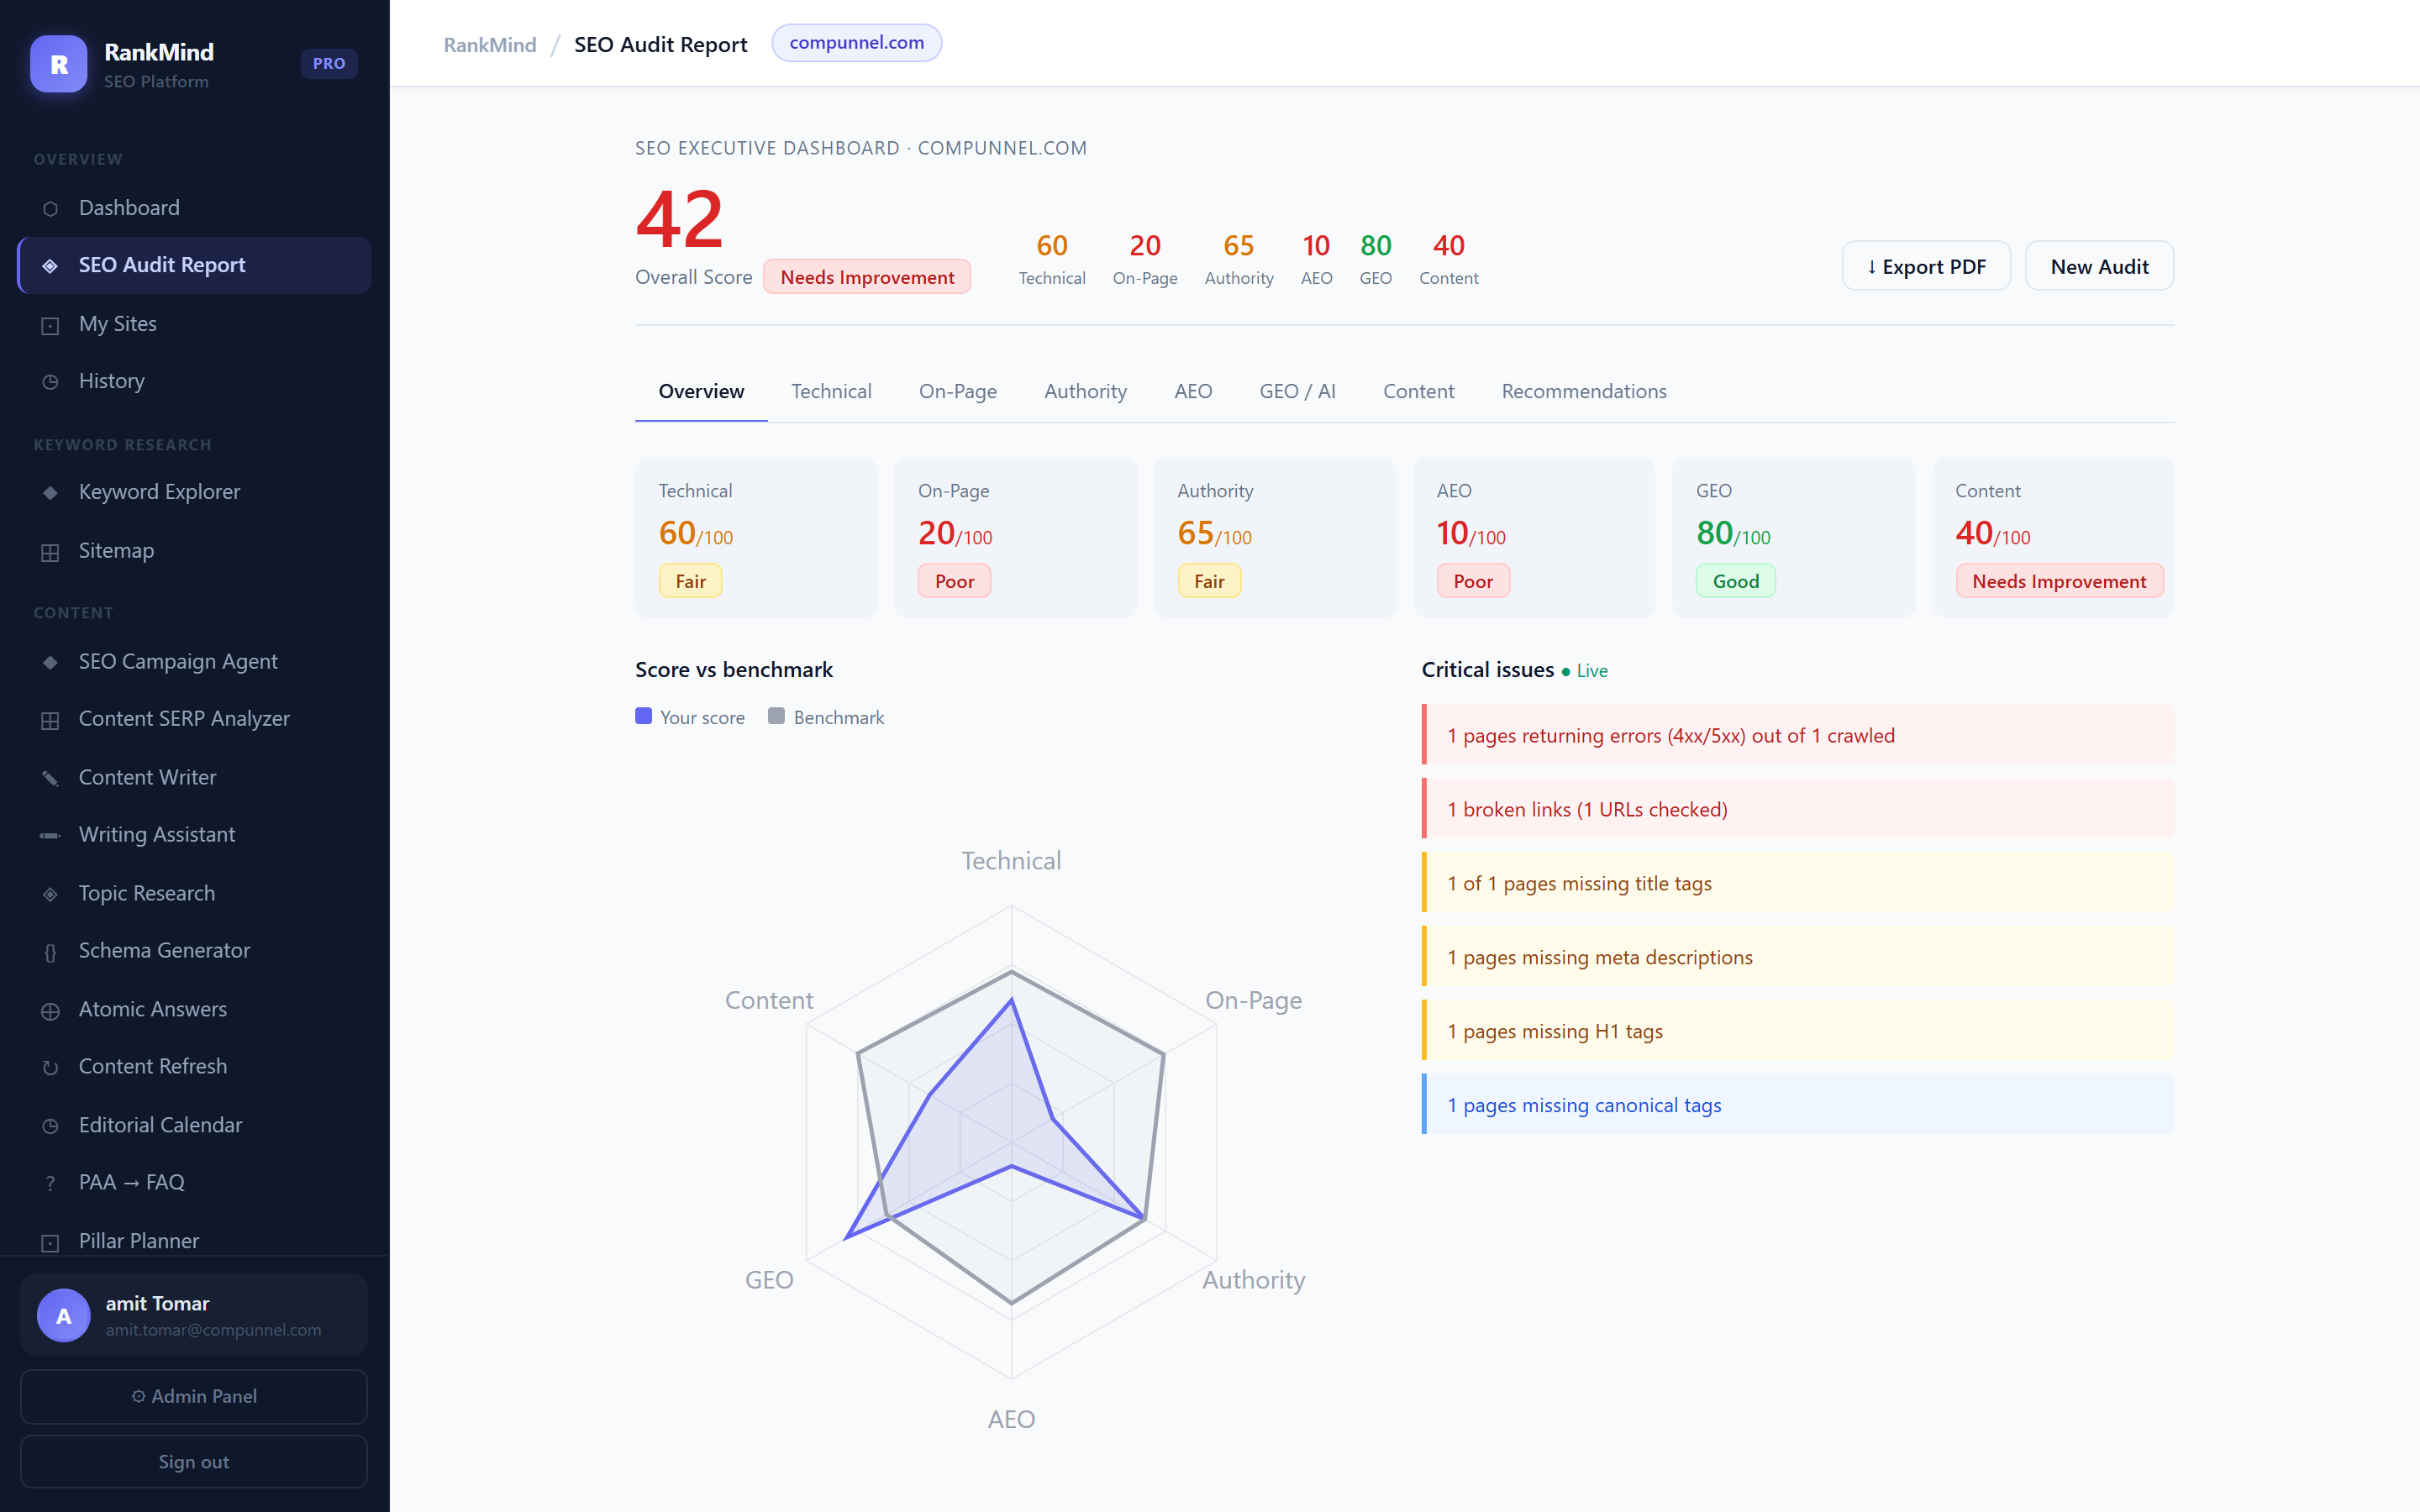 R
RankMind
SEO Platform
PRO
OVERVIEW
Dashboard
SEO Audit Report
My Sites
History
KEYWORD RESEARCH
Keyword Explorer
Sitemap
CONTENT
SEO Campaign Agent
Content SERP Analyzer
Content Writer
Writing Assistant
Topic Research
{} Schema Generator
Atomic Answers
Content Refresh
Editorial Calendar
? PAA → FAQ
Pillar Planner
A
amit Tomar
amit.tomar@compunnel.com
Admin Panel
Sign out
RankMind / SEO Audit Report compunnel.com
SEO EXECUTIVE DASHBOARD · COMPUNNEL.COM
42
Overall Score Needs Improvement
60 20 65 10 80 40
Technical On-Page Authority AEO GEO Content
↓ Export PDF New Audit
Overview Technical On-Page Authority AEO GEO / AI Content Recommendations
Technical
60/100
Fair
On-Page
20/100
Poor
Authority
65/100
Fair
AEO
10/100
Poor
GEO
80/100
Good
Content
40/100
Needs Improvement
Score vs benchmark
Your score Benchmark
Technical
Content On-Page
GEO Authority
AEO
Critical issues ● Live
1 pages returning errors (4xx/5xx) out of 1 crawled
1 broken links (1 URLs checked)
1 of 1 pages missing title tags
1 pages missing meta descriptions
1 pages missing H1 tags
1 pages missing canonical tags